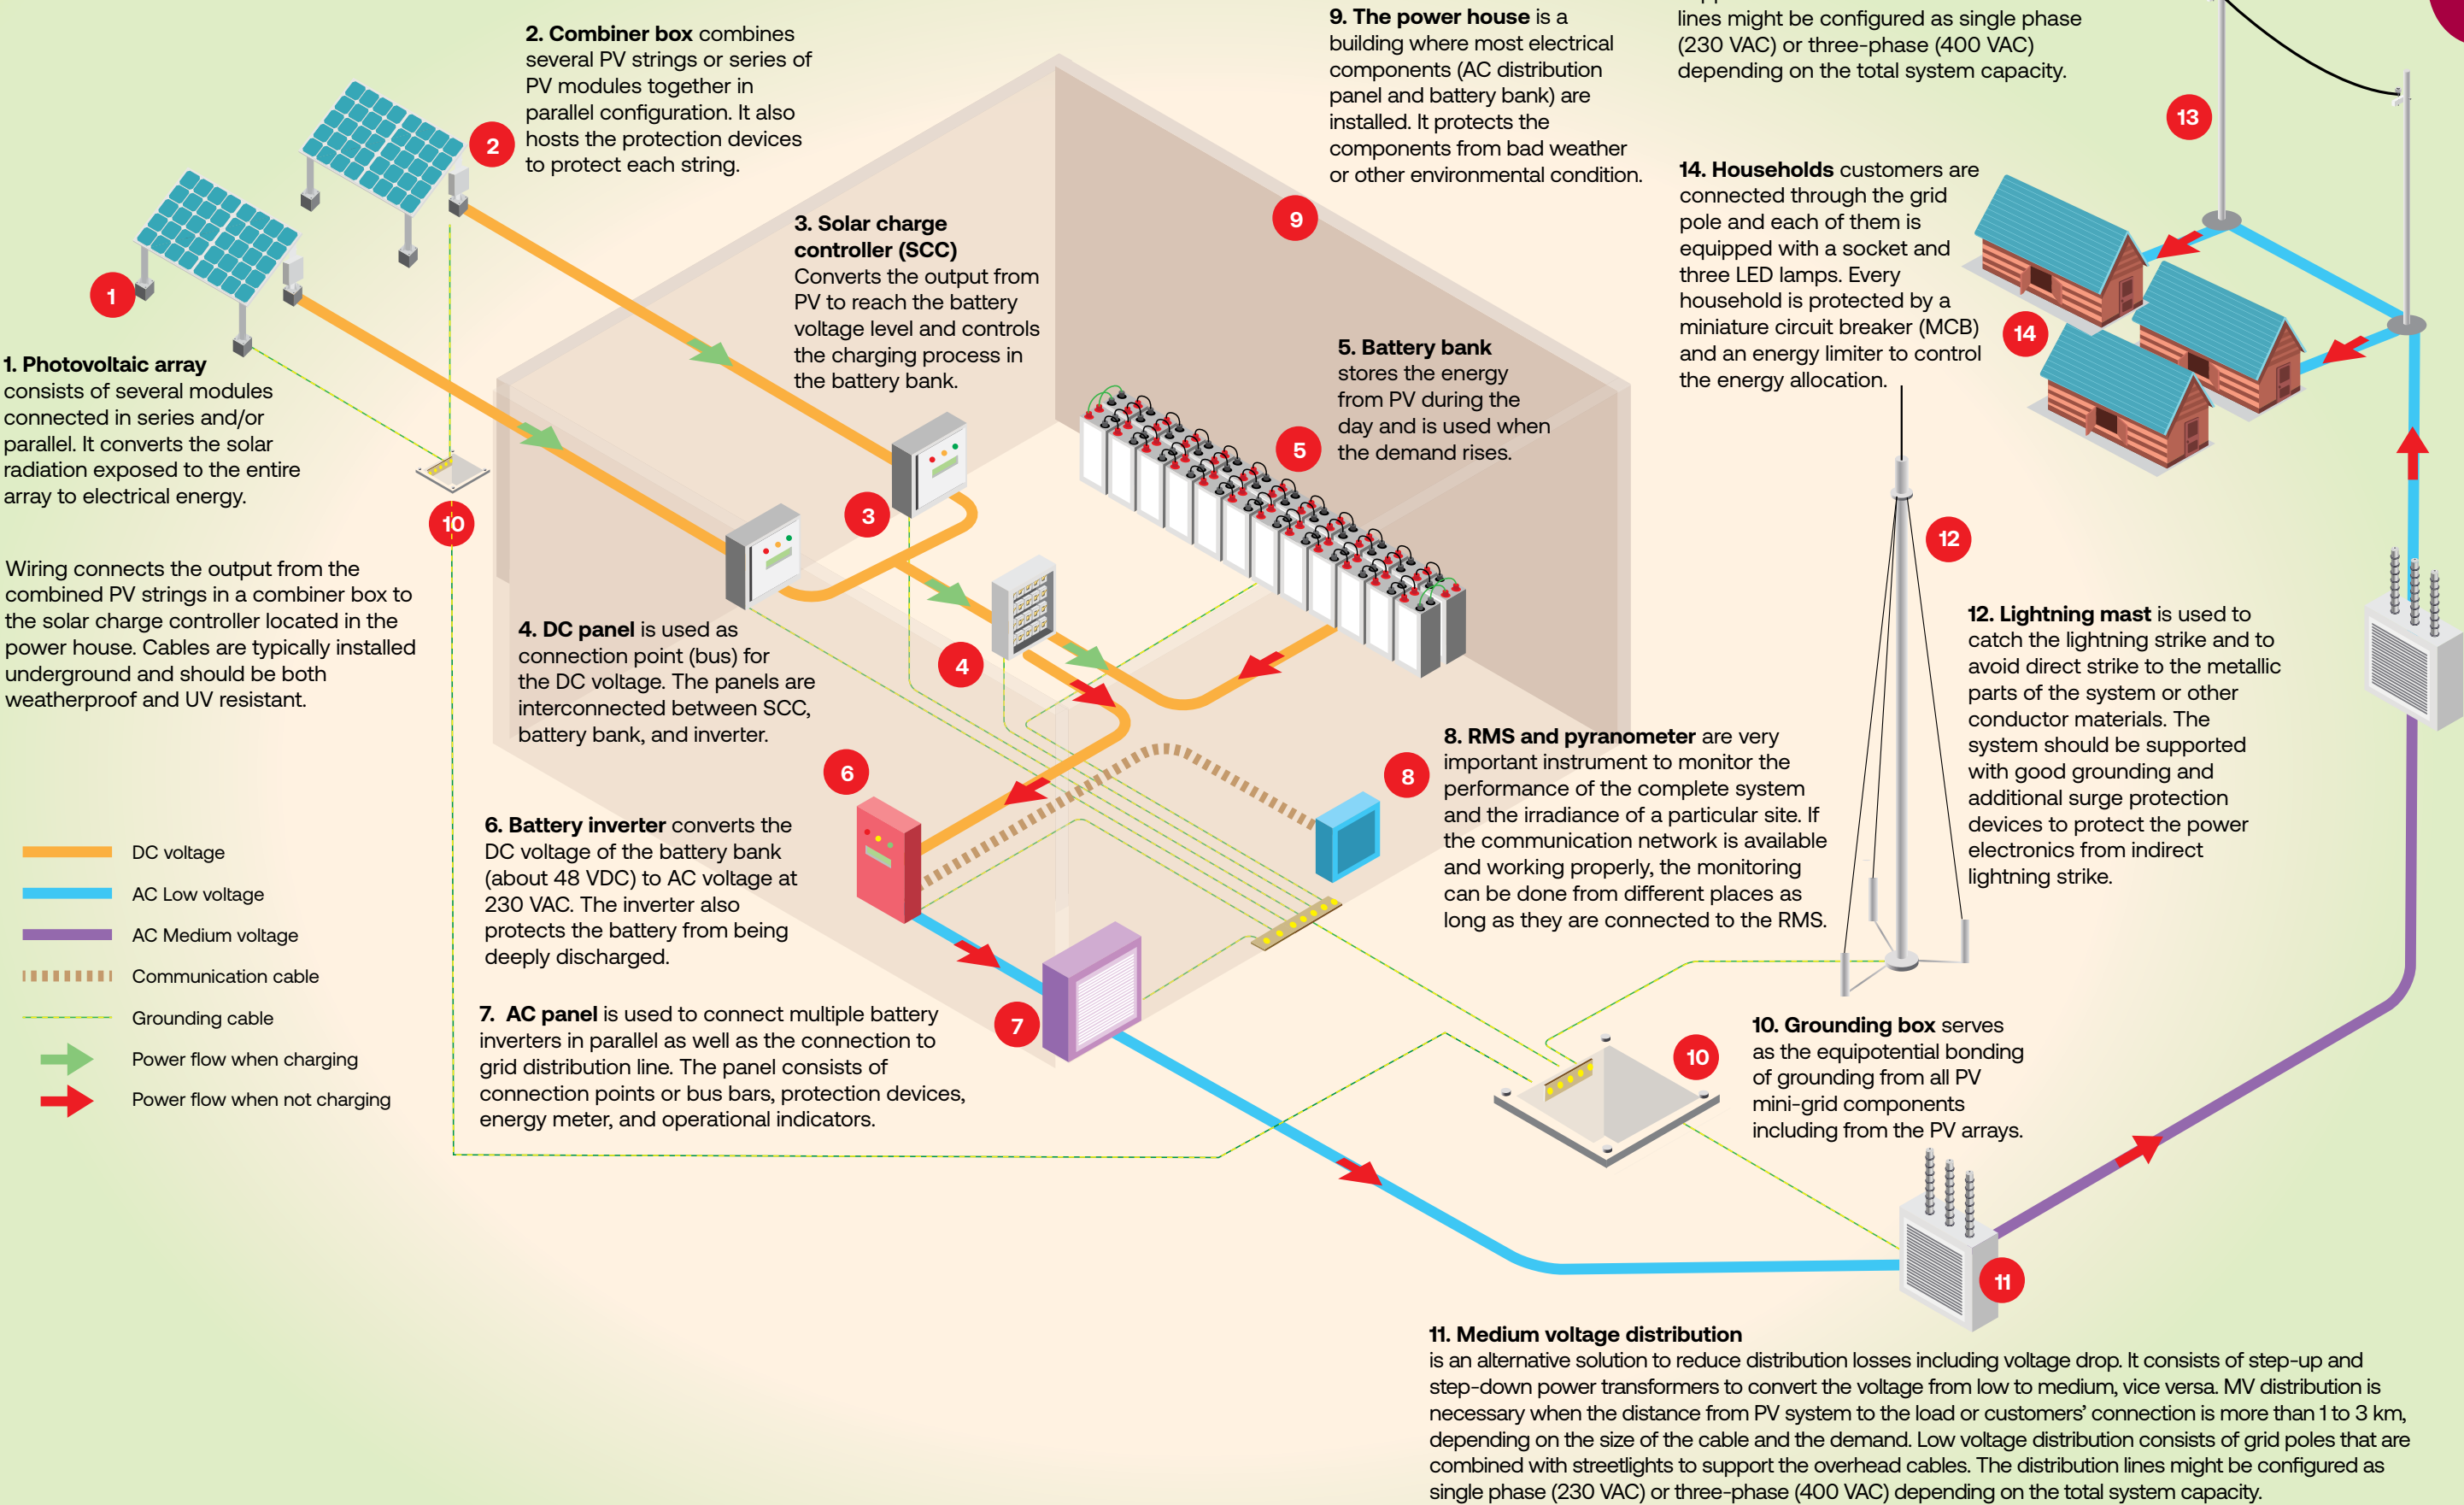 2. Combiner box combines
several PV strings or series of
PV modules together in
parallel configuration. It also
hosts the protection devices
to protect each string.
9. The power house is a
building where most electrical
components (AC distribution
panel and battery bank) are
installed. It protects the
components from bad weather
or other environmental condition.
lines might be configured as single phase
(230 VAC) or three-phase (400 VAC)
depending on the total system capacity.
13
2
14. Households customers are
connected through the grid
pole and each of them is
equipped with a socket and
three LED lamps. Every
household is protected by a
miniature circuit breaker (MCB)
and an energy limiter to control
the energy allocation.
14
9
3. Solar charge
controller (SCC)
Converts the output from
PV to reach the battery
voltage level and controls
the charging process in
the battery bank.
1
1. Photovoltaic array
consists of several modules
connected in series and/or
parallel. It converts the solar
radiation exposed to the entire
array to electrical energy.
5. Battery bank
stores the energy
from PV during the
day and is used when
the demand rises.
5
3
10
12
Wiring connects the output from the
combined PV strings in a combiner box to
the solar charge controller located in the
power house. Cables are typically installed
underground and should be both
weatherproof and UV resistant.
4. DC panel is used as
connection point (bus) for
the DC voltage. The panels are
interconnected between SCC,
battery bank, and inverter.
4
12. Lightning mast is used to
catch the lightning strike and to
avoid direct strike to the metallic
parts of the system or other
conductor materials. The
system should be supported
with good grounding and
additional surge protection
devices to protect the power
electronics from indirect
lightning strike.
6
8
8. RMS and pyranometer are very
important instrument to monitor the
performance of the complete system
and the irradiance of a particular site. If
the communication network is available
and working properly, the monitoring
can be done from different places as
long as they are connected to the RMS.
6. Battery inverter converts the
DC voltage of the battery bank
(about 48 VDC) to AC voltage at
230 VAC. The inverter also
protects the battery from being
deeply discharged.
DC voltage
AC Low voltage
AC Medium voltage
Communication cable
Grounding cable
Power flow when charging
Power flow when not charging
7. AC panel is used to connect multiple battery
inverters in parallel as well as the connection to
grid distribution line. The panel consists of
connection points or bus bars, protection devices,
energy meter, and operational indicators.
7
10
10. Grounding box serves
as the equipotential bonding
of grounding from all PV
mini-grid components
including from the PV arrays.
11
11. Medium voltage distribution
is an alternative solution to reduce distribution losses including voltage drop. It consists of step-up and
step-down power transformers to convert the voltage from low to medium, vice versa. MV distribution is
necessary when the distance from PV system to the load or customers’ connection is more than 1 to 3 km,
depending on the size of the cable and the demand. Low voltage distribution consists of grid poles that are
combined with streetlights to support the overhead cables. The distribution lines might be configured as
single phase (230 VAC) or three-phase (400 VAC) depending on the total system capacity.